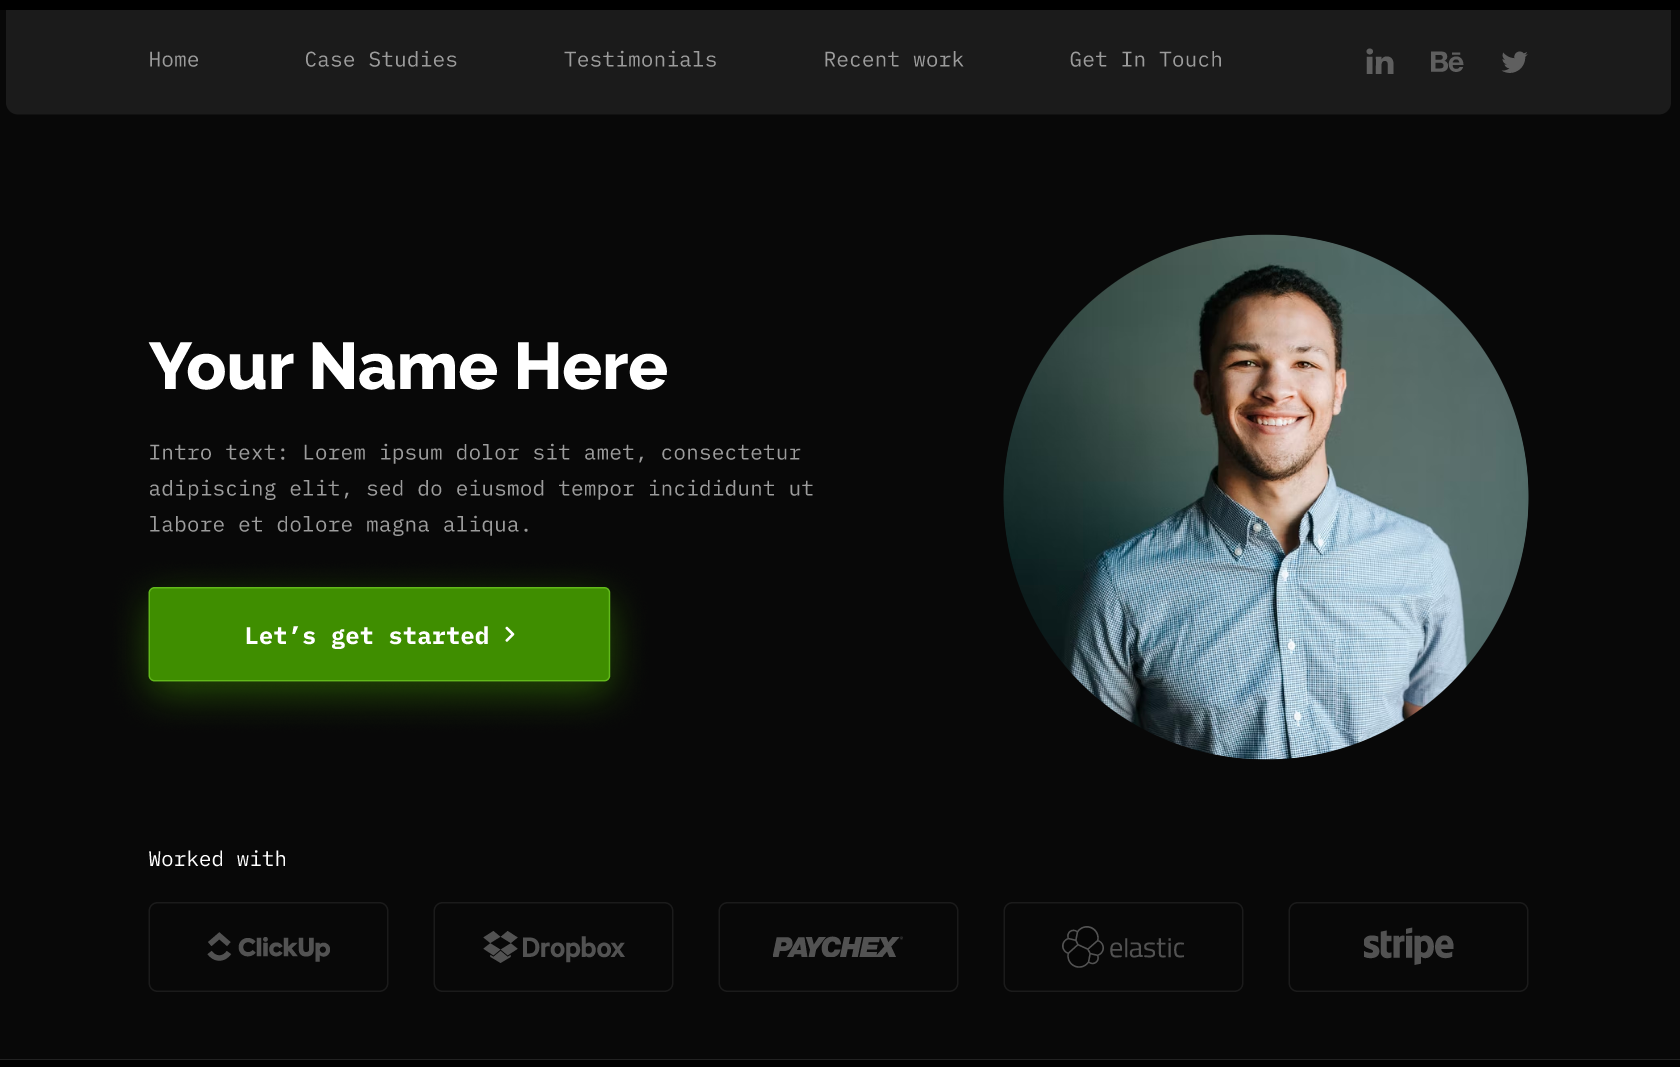 Home Case Studies Testimonials Recent work Get In Touch in Bē
Your Name Here
Intro text: Lorem ipsum dolor sit amet, consectetur
adipiscing elit, sed do eiusmod tempor incididunt ut
labore et dolore magna aliqua.
Let’s get started
Worked with
ClickUp Dropbox PAYCHEX elastic stripe